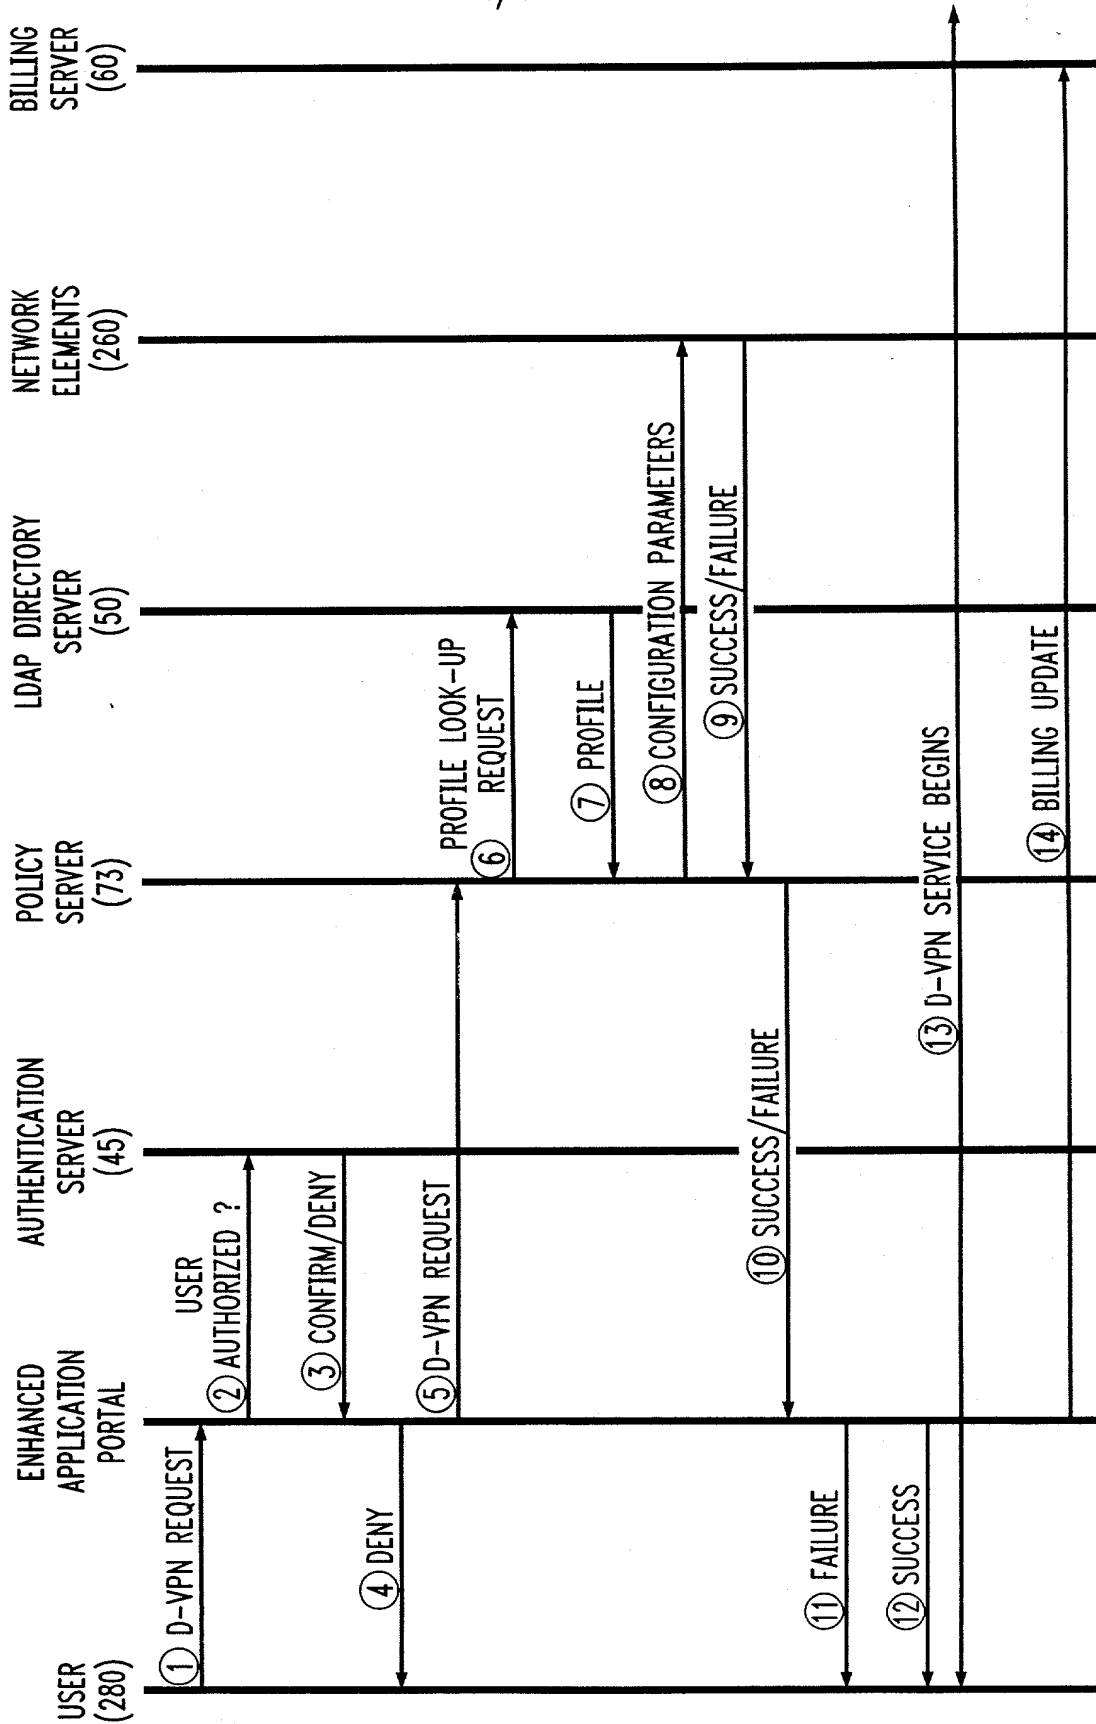 USER
(280)
ENHANCED
APPLICATION
PORTAL
AUTHENTICATION
SERVER
(45)
POLICY
SERVER
(73)
LDAP DIRECTORY
SERVER
(50)
NETWORK
ELEMENTS
(260)
BILLING
SERVER
(60)
1 D-VPN REQUEST
USER
2 AUTHORIZED ?
3 CONFIRM/DENY
4 DENY
5 D-VPN REQUEST
PROFILE LOOK-UP
6 REQUEST
7 PROFILE
8 CONFIGURATION PARAMETERS
9 SUCCESS/FAILURE
10 SUCCESS/FAILURE
11 FAILURE
12 SUCCESS
13 D-VPN SERVICE BEGINS
14 BILLING UPDATE